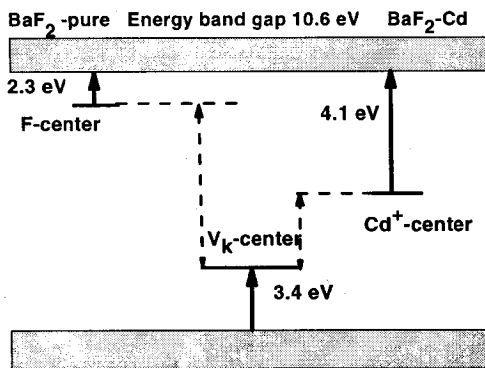 BaF2 -pure Energy band gap 10.6 eV BaF2-Cd
2.3 eV
F-center
4.1 eV
Vk-center
Cd+-center
3.4 eV